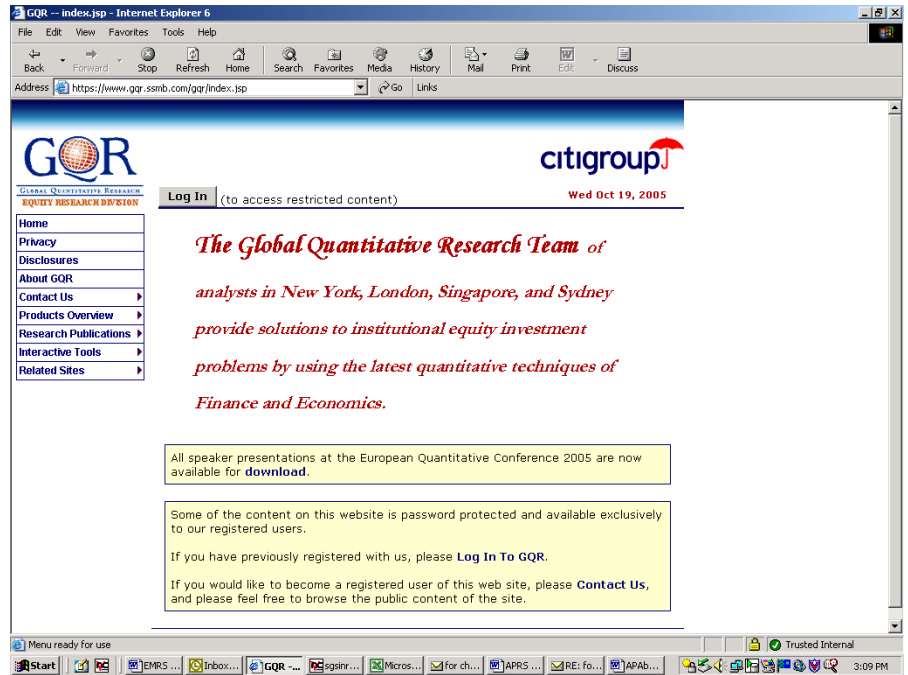 GQR -- index.jsp - Internet Explorer 6
File Edit View Favorites Tools Help
Back Forward Stop Refresh Home Search Favorites Media History Mail Print Edit Discuss
Address https://www.gqr.ssmb.com/gqr/index.jsp Go Links
GQR
GLOBAL QUANTITATIVE RESEARCH
EQUITY RESEARCH DIVISION
citigroup
Log In (to access restricted content) Wed Oct 19, 2005
Home
Privacy
Disclosures
About GQR
Contact Us
Products Overview
Research Publications
Interactive Tools
Related Sites
The Global Quantitative Research Team of
analysts in New York, London, Singapore, and Sydney
provide solutions to institutional equity investment
problems by using the latest quantitative techniques of
Finance and Economics.
All speaker presentations at the European Quantitative Conference 2005 are now
available for download.
Some of the content on this website is password protected and available exclusively
to our registered users.
If you have previously registered with us, please Log In To GQR.
If you would like to become a registered user of this web site, please Contact Us,
and please feel free to browse the public content of the site.
Menu ready for use Trusted Internal
Start EMRS ... Inbox... GQR -... sgsinr... Micros... for ch... APRS ... RE: fo... APAb... 3:09 PM